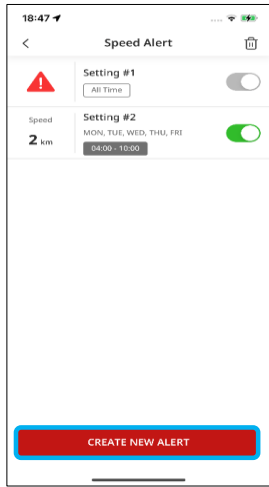 18:47
Speed Alert
Setting #1
All Time
Speed
2 km
Setting #2
MON, TUE, WED, THU, FRI
04:00 - 10:00
CREATE NEW ALERT